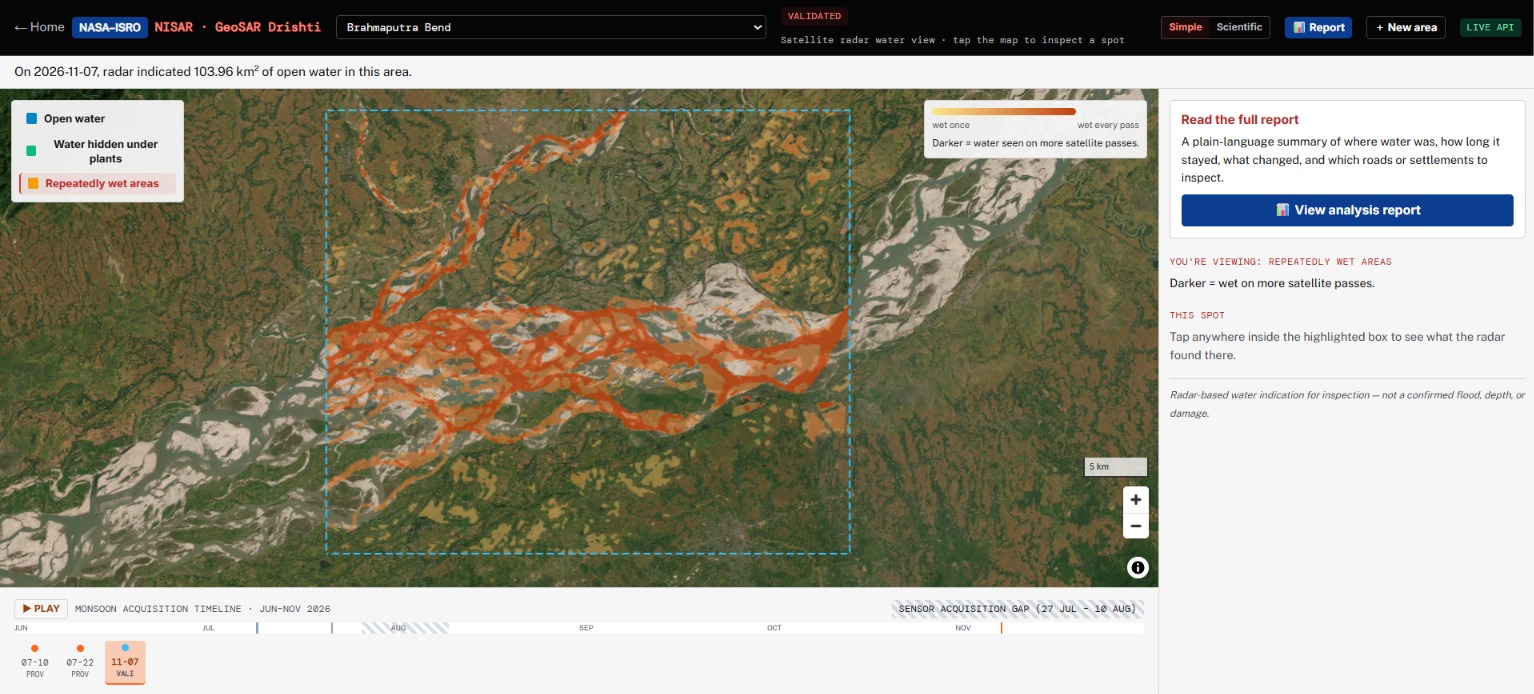 ← Home NASA-ISRO NISAR · GeoSAR Drishti Brahmaputra Bend
VALIDATED
Satellite radar water view · tap the map to inspect a spot
Simple Scientific 📊 Report + New area LIVE API
On 2026-11-07, radar indicated 103.96 km² of open water in this area.
Open water
Water hidden under
plants
Repeatedly wet areas
wet once wet every pass
Darker = water seen on more satellite passes.
5 km
+
−
i
Read the full report
A plain-language summary of where water was, how long it
stayed, what changed, and which roads or settlements to
inspect.
📊 View analysis report
YOU'RE VIEWING: REPEATEDLY WET AREAS
Darker = wet on more satellite passes.
THIS SPOT
Tap anywhere inside the highlighted box to see what the radar
found there.
Radar-based water indication for inspection — not a confirmed flood, depth, or
damage.
▶ PLAY MONSOON ACQUISITION TIMELINE · JUN–NOV 2026 SENSOR ACQUISITION GAP (27 JUL – 10 AUG)
JUN JUL AUG SEP OCT NOV
07-10 07-22 11-07
PROV PROV VALI